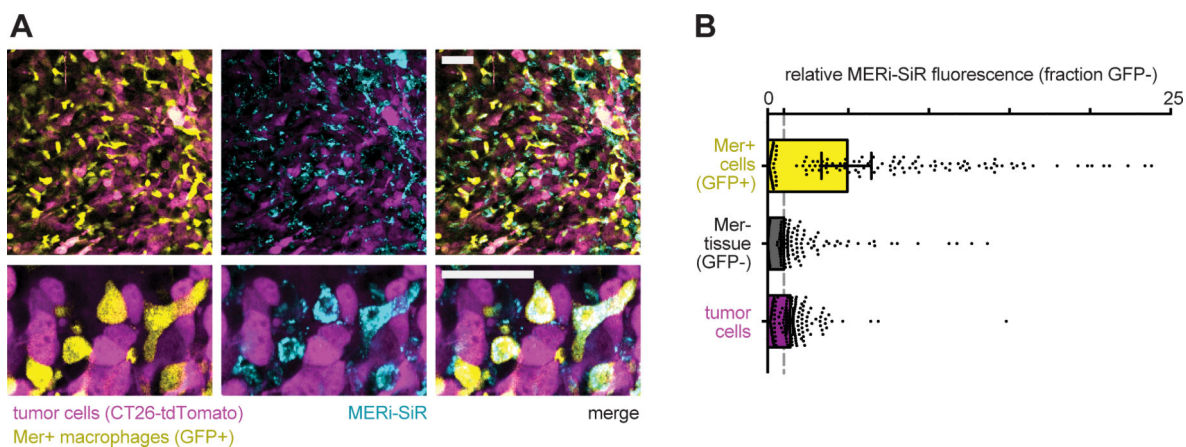 A
tumor cells (CT26-tdTomato)
MERi-SiR
merge
Mer+ macrophages (GFP+)
B
relative MERi-SiR fluorescence (fraction GFP-)
0
25
Mer+
cells
(GFP+)
Mer-
tissue
(GFP-)
tumor
cells